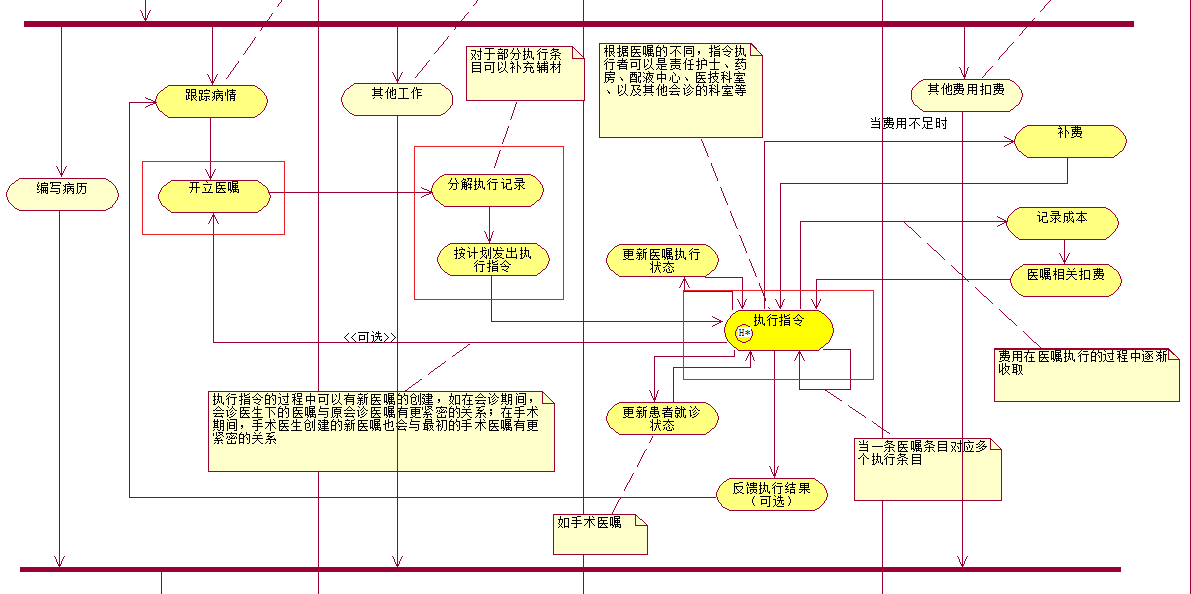 对于部分执行条
目可以补充辅材
根据医嘱的不同，指令执
行者可以是责任护士、药
房、配液中心、医技科室
、以及其他会诊的科室等
跟踪病情
其他工作
其他费用扣费
当费用不足时
补费
编写病历
开立医嘱
分解执行记录
记录成本
按计划发出执
行指令
更新医嘱执行
状态
医嘱相关扣费
执行指令
H*
<<可选>>
费用在医嘱执行的过程中逐渐
收取
执行指令的过程中可以有新医嘱的创建，如在会诊期间，
会诊医生下的医嘱与原会诊医嘱有更紧密的关系；在手术
期间，手术医生创建的新医嘱也会与最初的手术医嘱有更
紧密的关系
更新患者就诊
状态
当一条医嘱条目对应多
个执行条目
反馈执行结果
（可选）
如手术医嘱